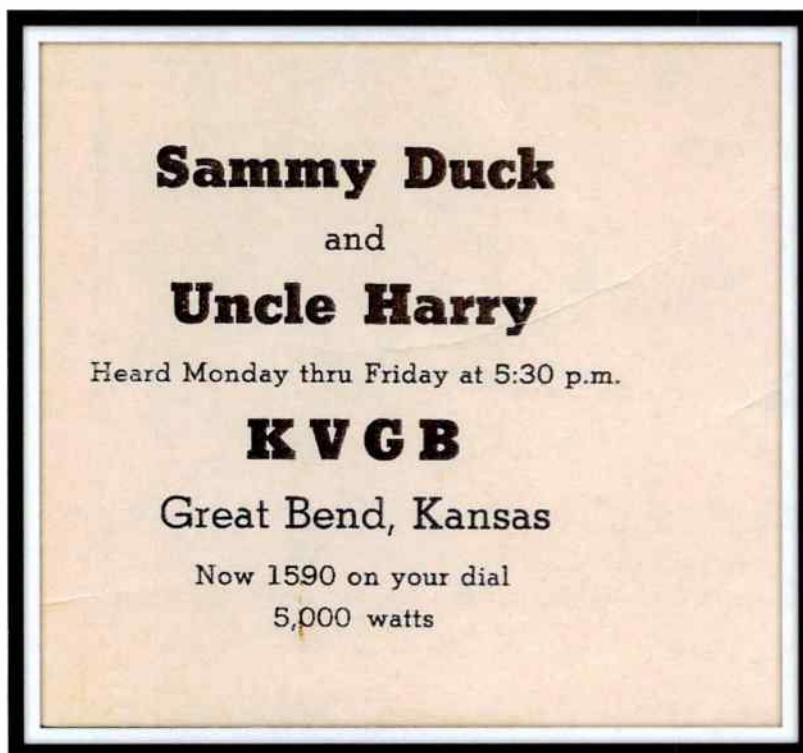 Sammy Duck
and
Uncle Harry
Heard Monday thru Friday at 5:30 p.m.
KVGB
Great Bend, Kansas
Now 1590 on your dial
5,000 watts